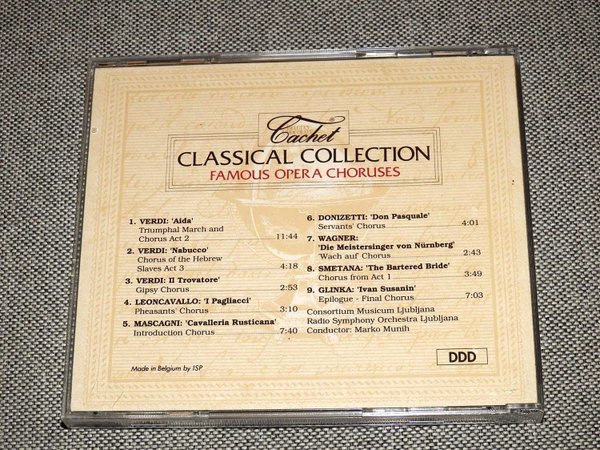 Cachet
CLASSICAL COLLECTION
FAMOUS OPERA CHORUSES
1. VERDI: 'Aida'
Triumphal March and
Chorus Act 2 11:44
2. VERDI: 'Nabucco'
Chorus of the Hebrew
Slaves Act 3 4:18
3. VERDI: Il Trovatore'
Gipsy Chorus 2:53
4. LEONCAVALLO: 'I Pagliacci'
Pheasants' Chorus 3:10
5. MASCAGNI: 'Cavalleria Rusticana'
Introduction Chorus 7:40
6. DONIZETTI: 'Don Pasquale'
Servants' Chorus 4:01
7. WAGNER:
'Die Meistersinger von Nürnberg'
'Wach auf' Chorus 2:43
8. SMETANA: 'The Bartered Bride'
Chorus from Act 1 3:49
9. GLINKA: 'Ivan Susanin'
Epilogue - Final Chorus 7:03
Consortium Musicum Ljubljana
Radio Symphony Orchestra Ljubljana
Conductor: Marko Munih
Made in Belgium by ISP
DDD